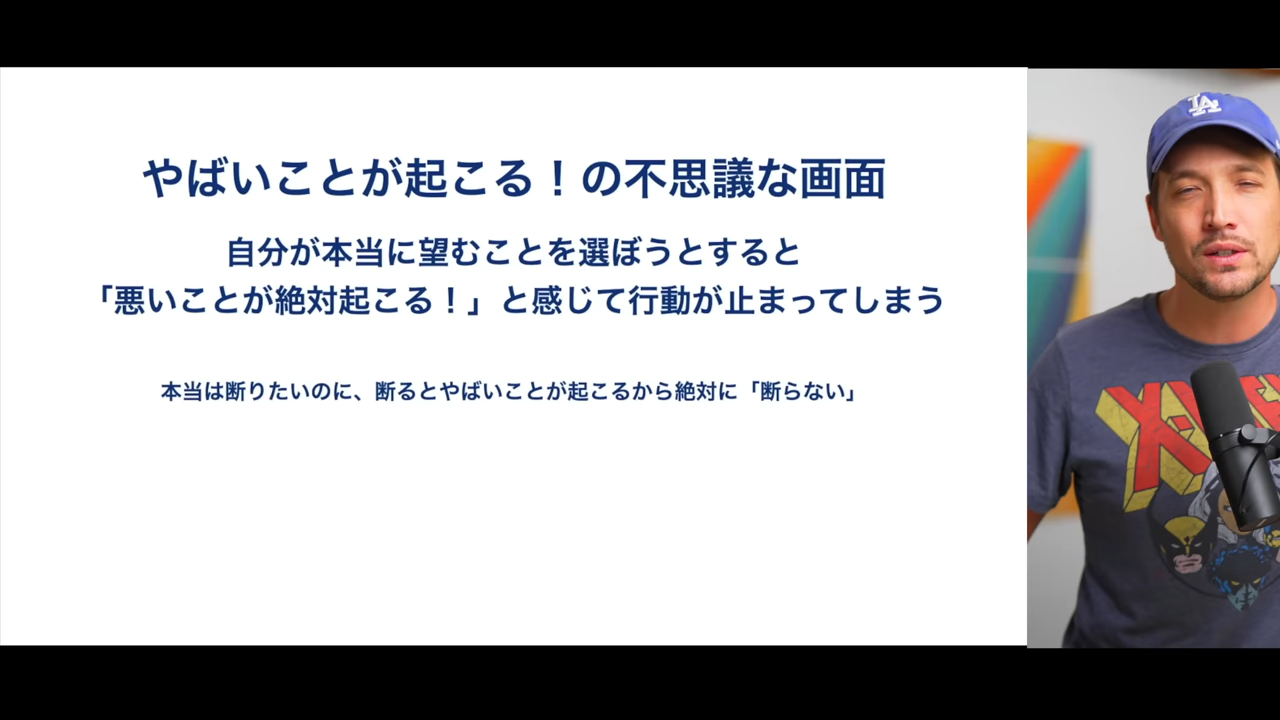 やばいことが起こる！の不思議な画面
自分が本当に望むことを選ぼうとすると
「悪いことが絶対起こる！」と感じて行動が止まってしまう
本当は断りたいのに、断るとやばいことが起こるから絶対に「断らない」
LA